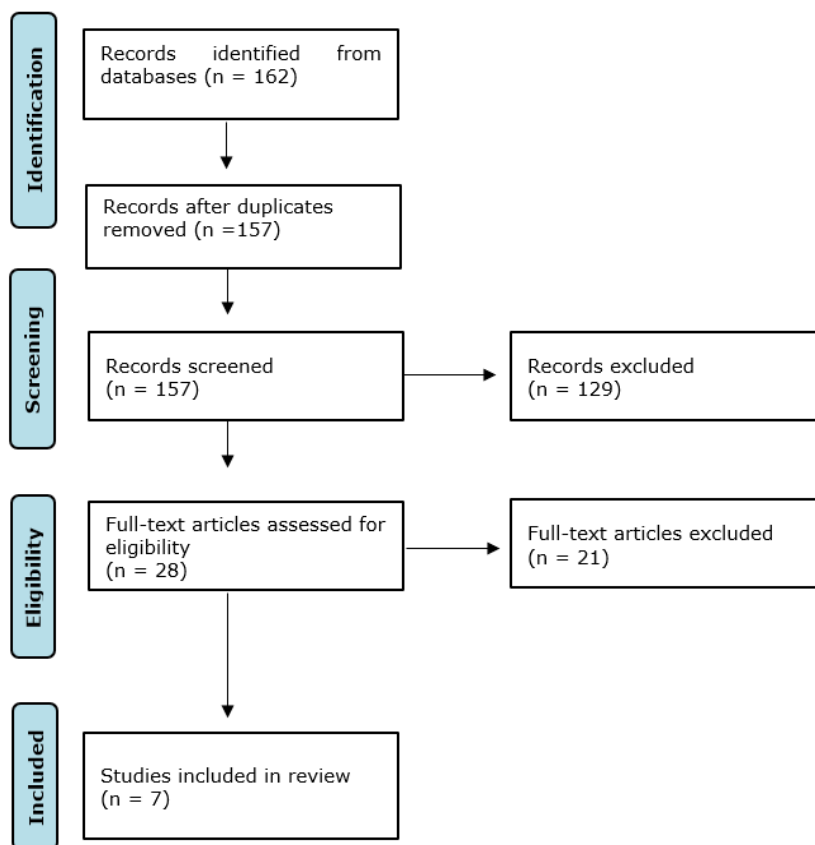 Identification
Records identified from
databases (n = 162)
Records after duplicates
removed (n =157)
Screening
Records screened
(n = 157)
Records excluded
(n = 129)
Eligibility
Full-text articles assessed for
eligibility
(n = 28)
Full-text articles excluded
(n = 21)
Included
Studies included in review
(n = 7)